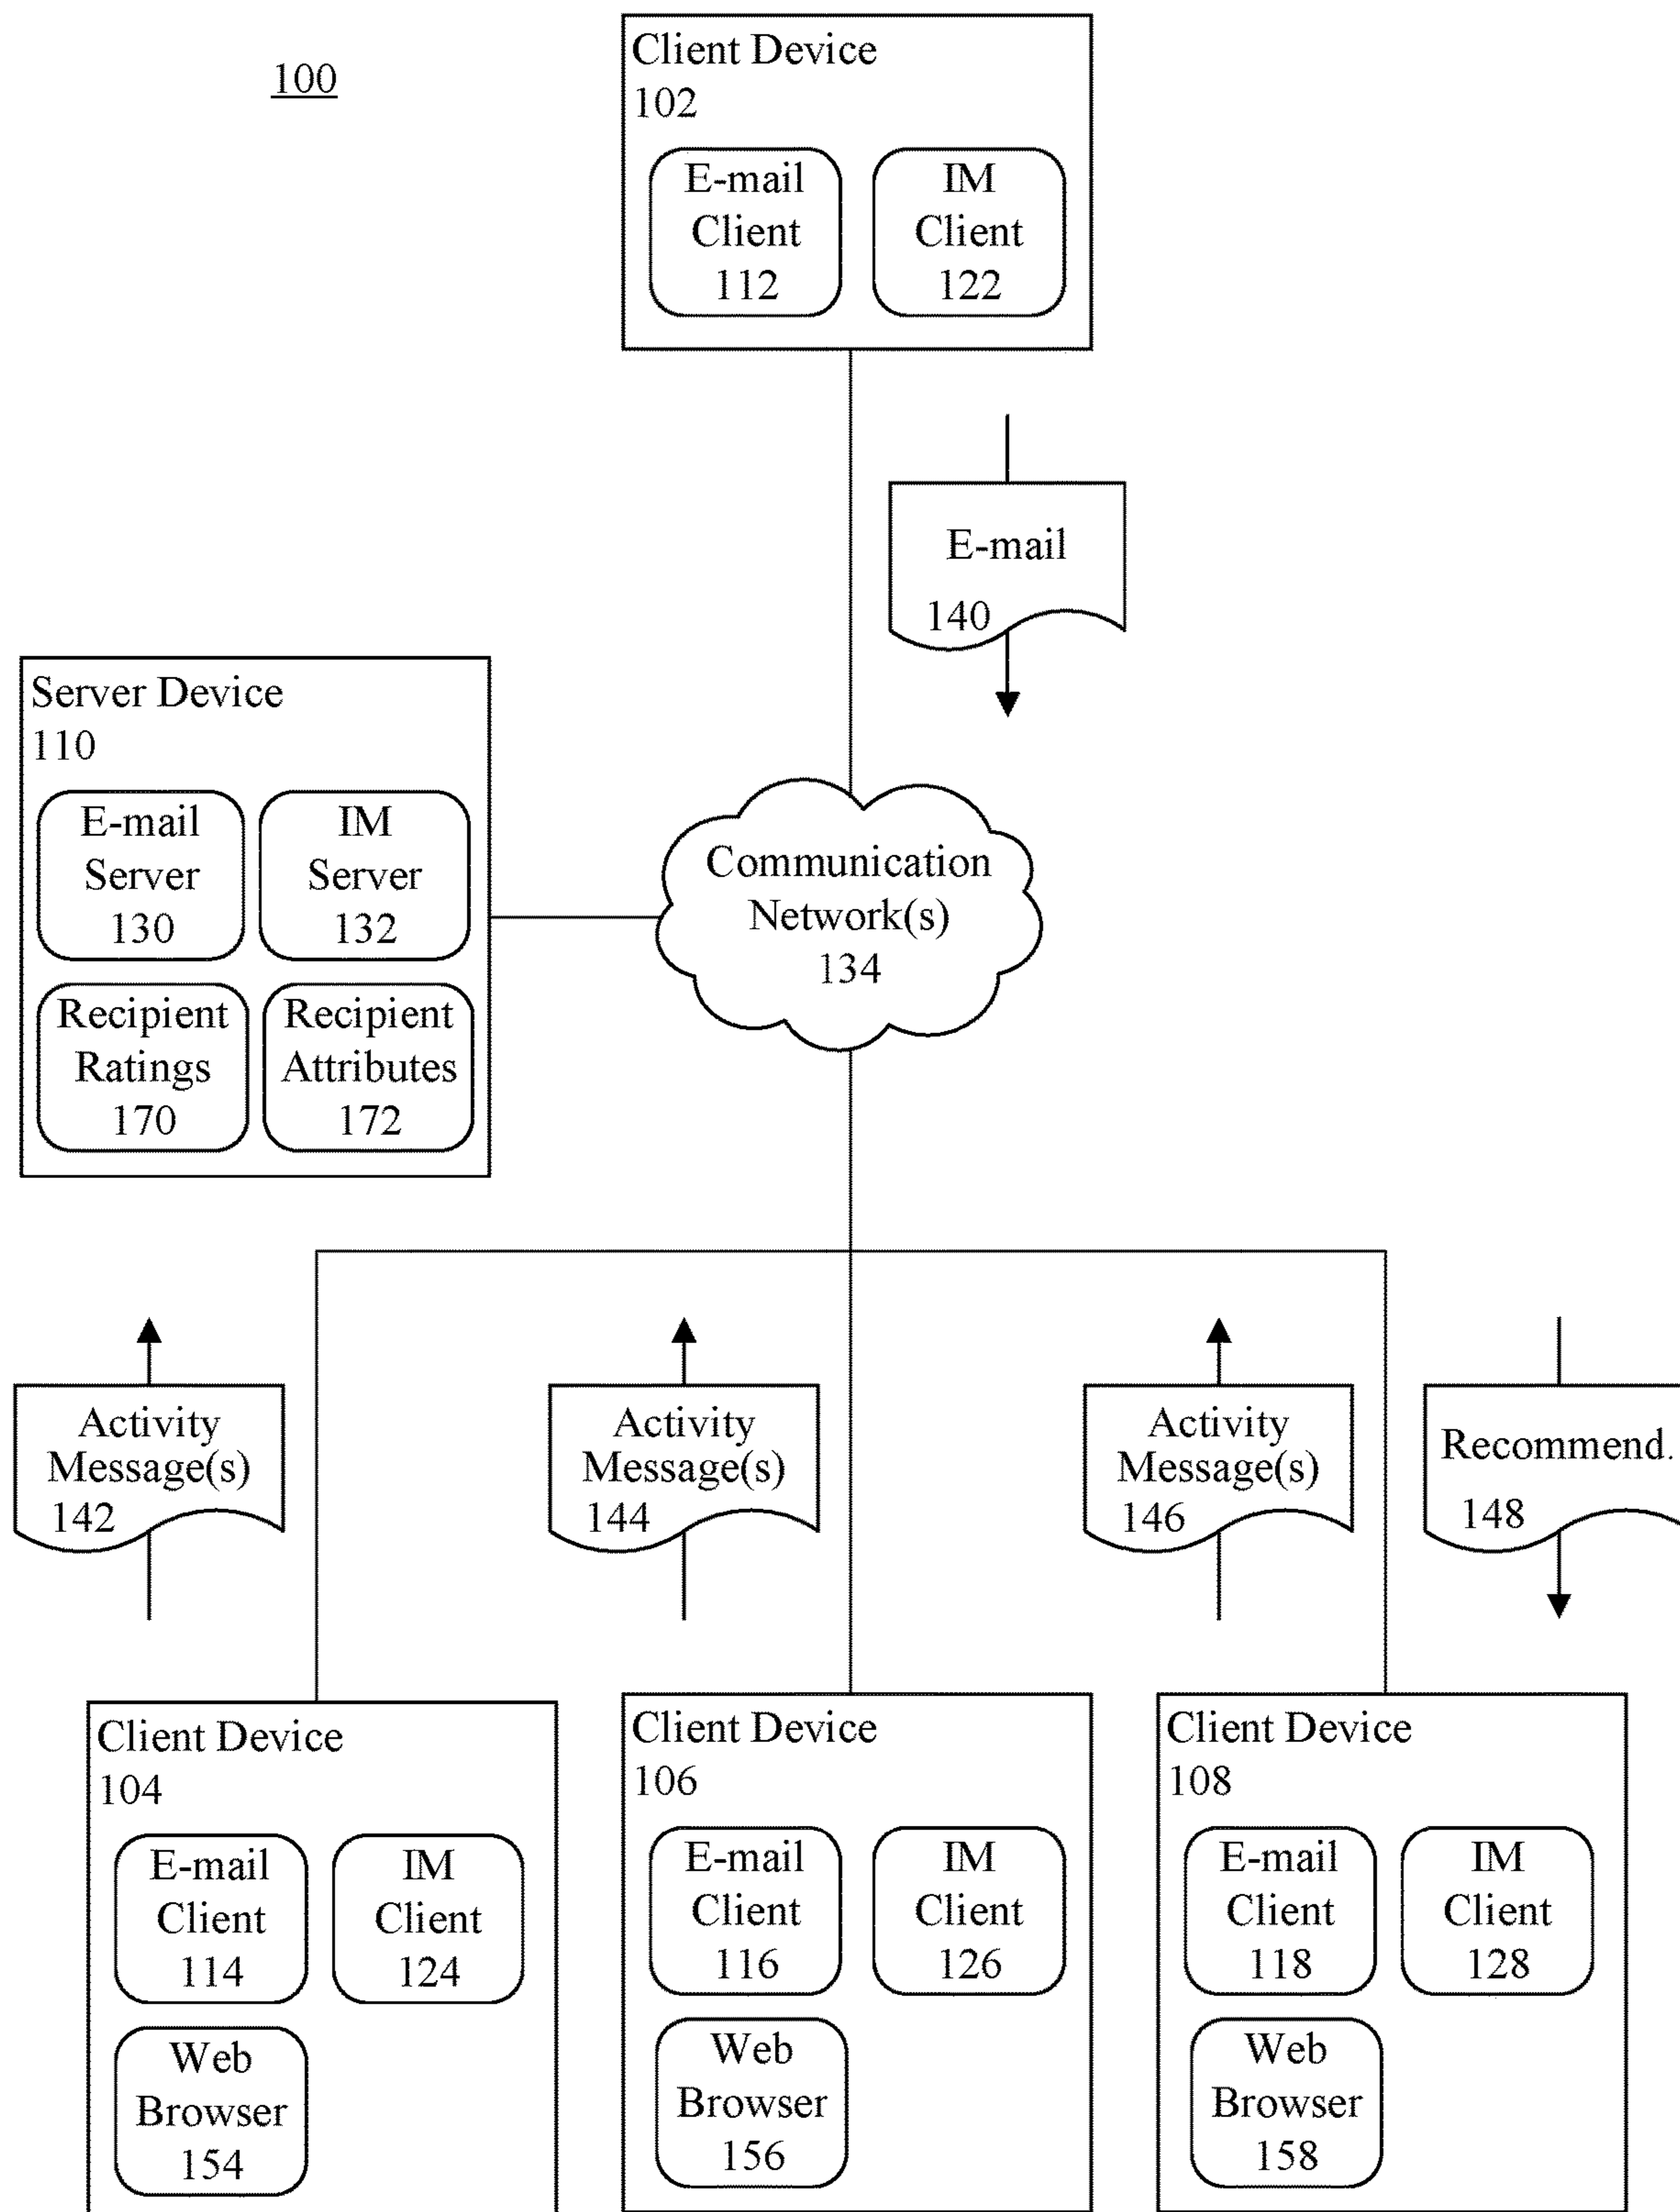 100
Client Device
102
E-mail
Client
112
IM
Client
122
E-mail
140
Server Device
110
E-mail
Server
130
IM
Server
132
Recipient
Ratings
170
Recipient
Attributes
172
Communication
Network(s)
134
Activity
Message(s)
142
Activity
Message(s)
144
Activity
Message(s)
146
Recommend.
148
Client Device
104
E-mail
Client
114
IM
Client
124
Web
Browser
154
Client Device
106
E-mail
Client
116
IM
Client
126
Web
Browser
156
Client Device
108
E-mail
Client
118
IM
Client
128
Web
Browser
158